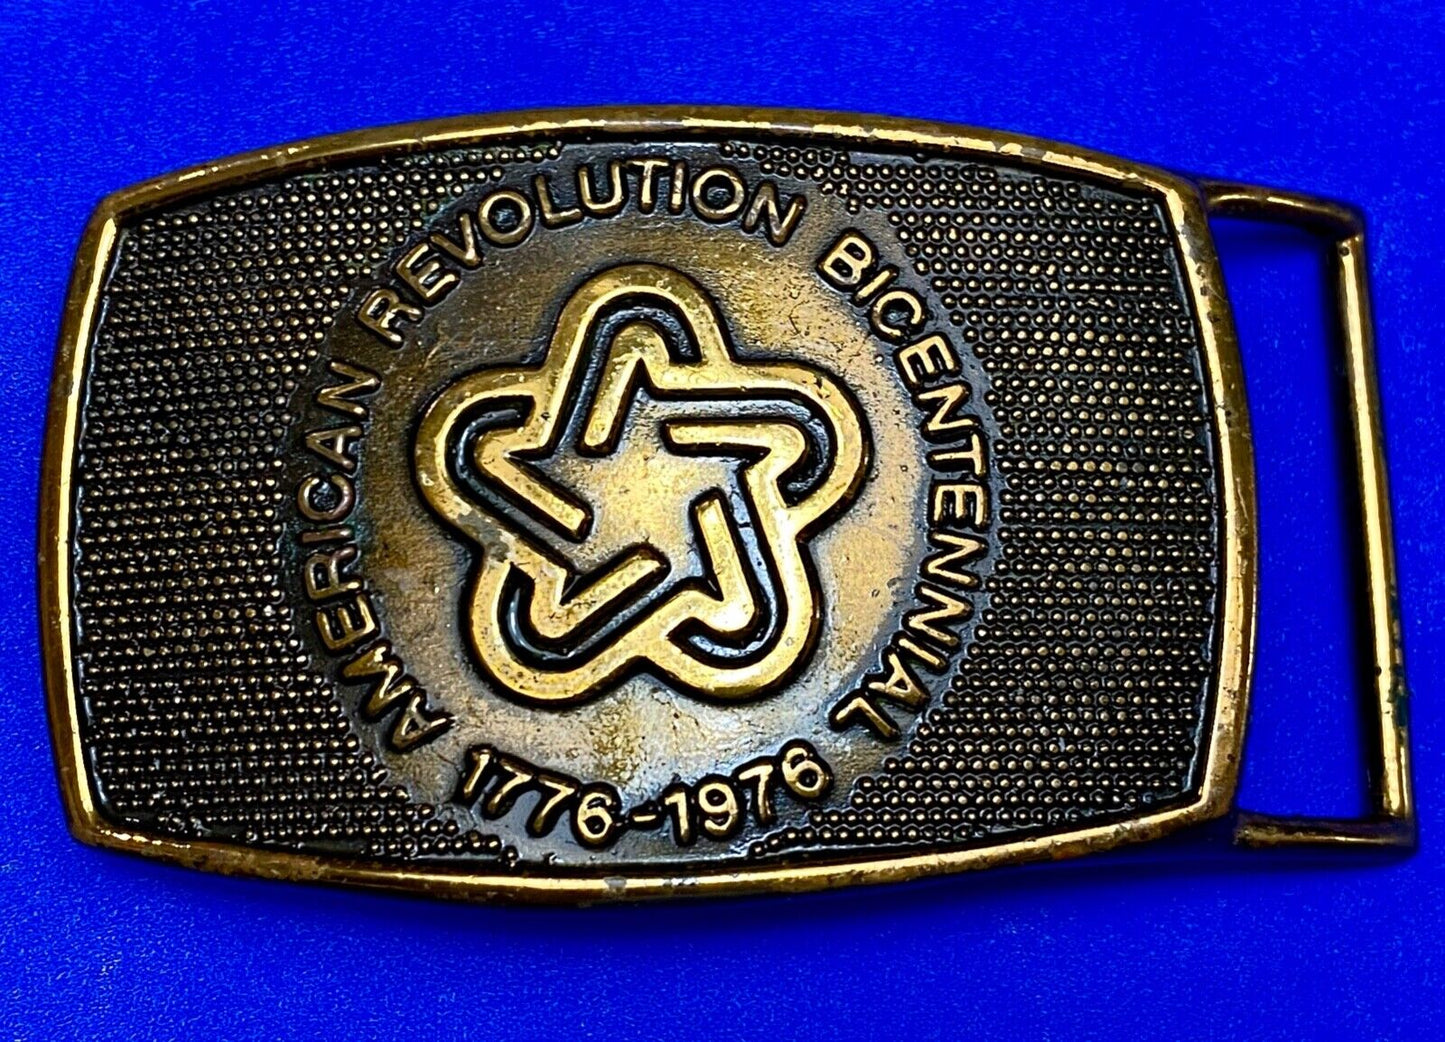 AMERICAN REVOLUTION BICENTENNIAL
1776-1976